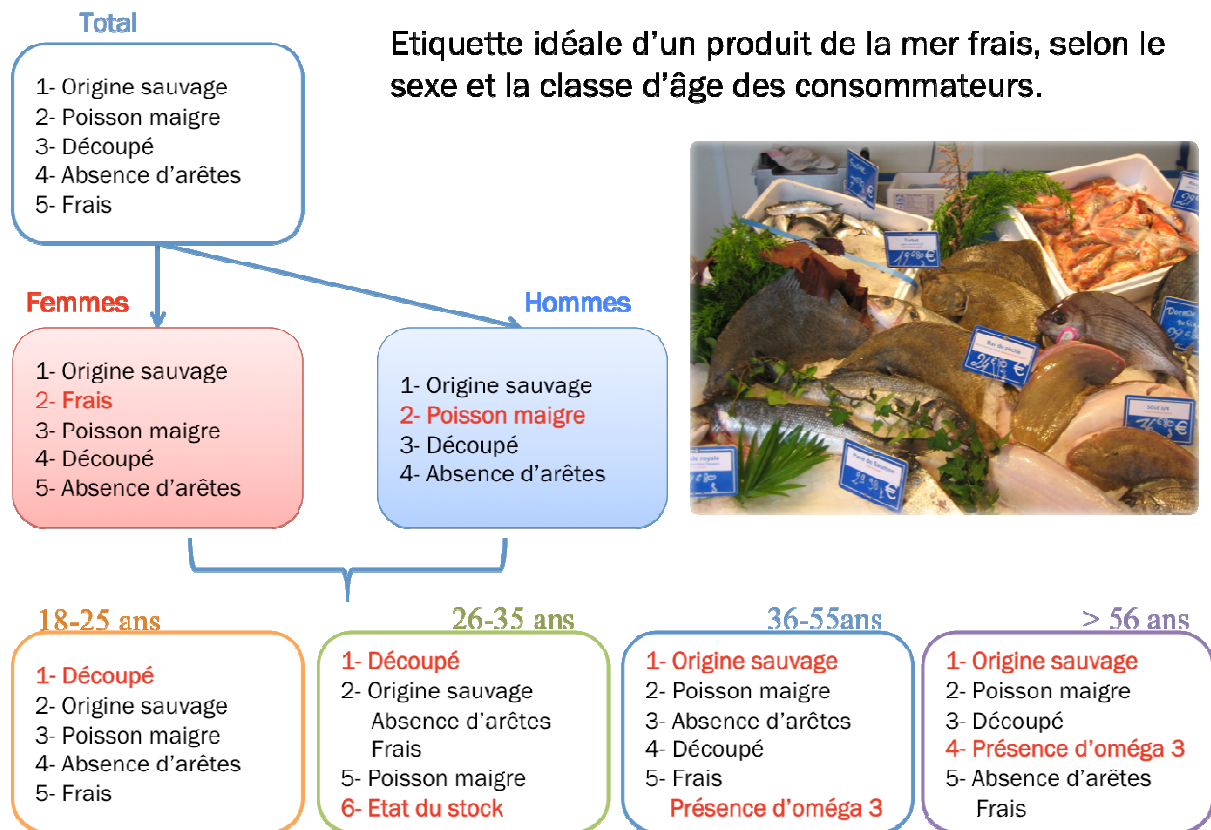 Total
Etiquette idéale d'un produit de la mer frais, selon le
sexe et la classe d'âge des consommateurs.
1- Origine sauvage
2- Poisson maigre
3- Découpé
4- Absence d'arêtes
5- Frais
Femmes
1- Origine sauvage
2- Frais
3- Poisson maigre
4- Découpé
5- Absence d'arêtes
Hommes
1- Origine sauvage
2- Poisson maigre
3- Découpé
4- Absence d'arêtes
18-25 ans
1- Découpé
2- Origine sauvage
3- Poisson maigre
4- Absence d'arêtes
5- Frais
26-35 ans
1- Découpé
2- Origine sauvage
Absence d'arêtes
Frais
5- Poisson maigre
6- Etat du stock
36-55ans
1- Origine sauvage
2- Poisson maigre
3- Absence d'arêtes
4- Découpé
5- Frais
Présence d'oméga 3
> 56 ans
1- Origine sauvage
2- Poisson maigre
3- Découpé
4- Présence d'oméga 3
5- Absence d'arêtes
Frais